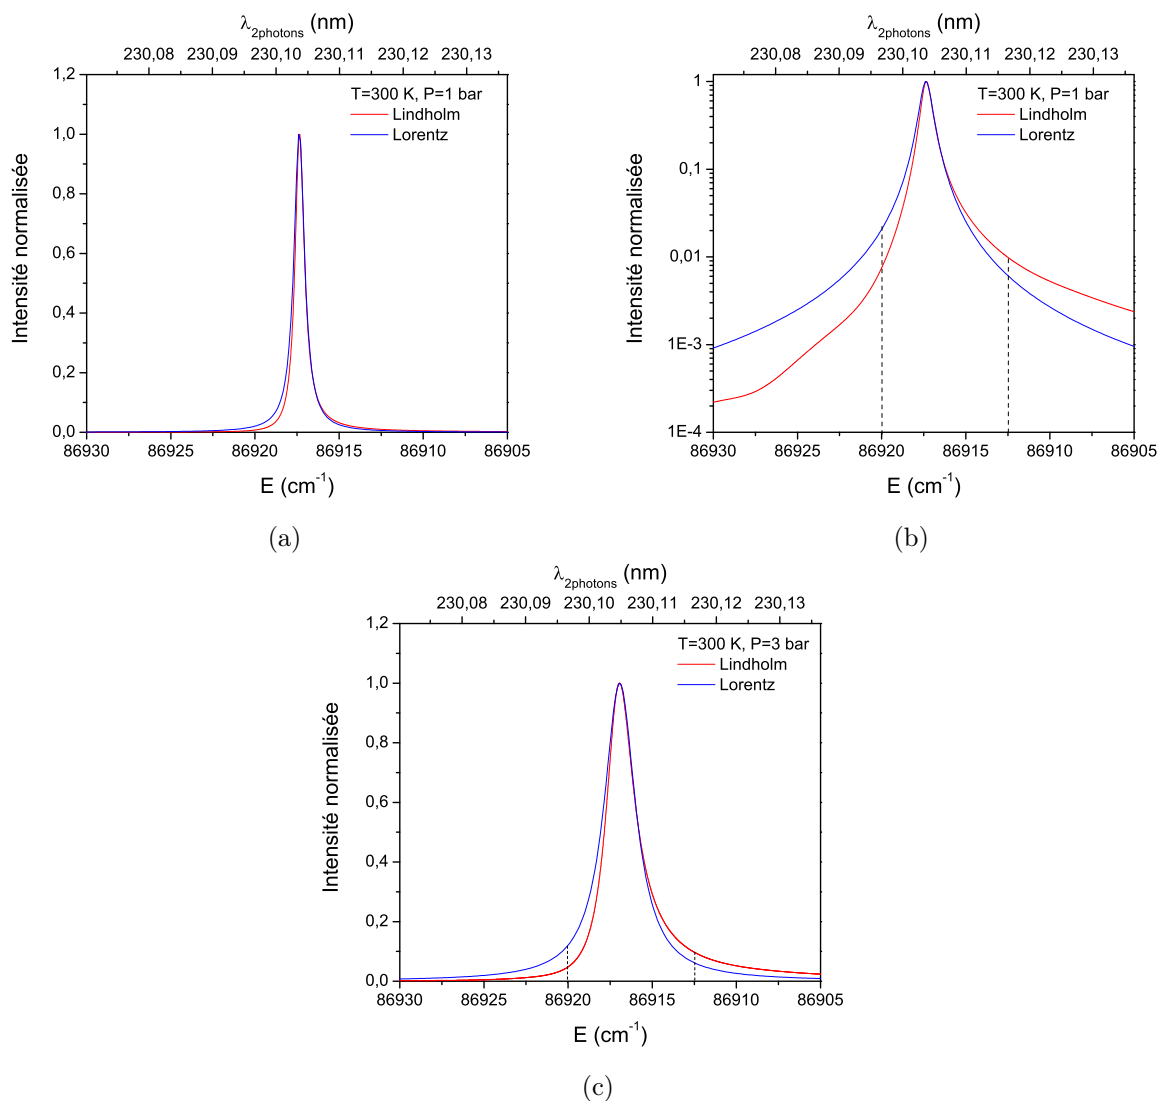 λ2photons (nm)
230,08 230,09 230,10 230,11 230,12 230,13
1,2
1,0
0,8
0,6
0,4
0,2
0,0
Intensité normalisée
T=300 K, P=1 bar
Lindholm
Lorentz
86930 86925 86920 86915 86910 86905
E (cm-1)
(a)
λ2photons (nm)
230,08 230,09 230,10 230,11 230,12 230,13
1
0,1
0,01
1E-3
1E-4
Intensité normalisée
T=300 K, P=1 bar
Lindholm
Lorentz
86930 86925 86920 86915 86910 86905
E (cm-1)
(b)
λ2photons (nm)
230,08 230,09 230,10 230,11 230,12 230,13
1,2
1,0
0,8
0,6
0,4
0,2
0,0
Intensité normalisée
T=300 K, P=3 bar
Lindholm
Lorentz
86930 86925 86920 86915 86910 86905
E (cm-1)
(c)